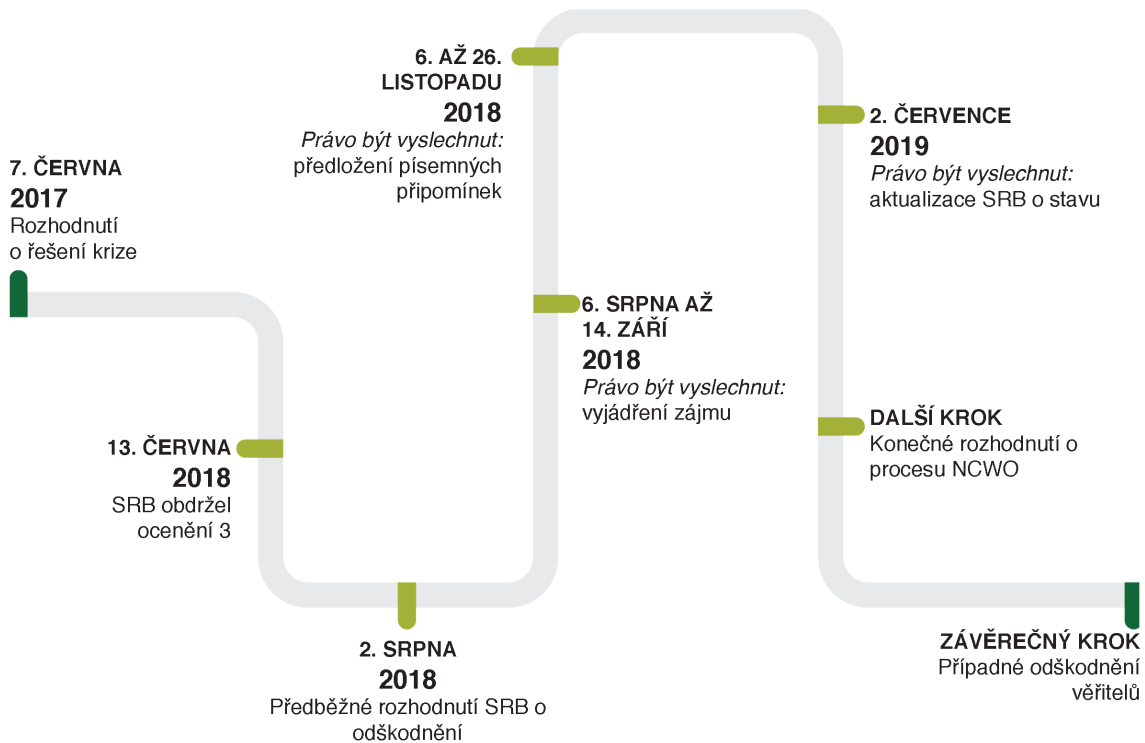 7. ČERVNA
2017
Rozhodnutí
o řešení krize
13. ČERVNA
2018
SRB obdržel
ocenění 3
2. SRPNA
2018
Předběžné rozhodnutí SRB o
odškodnění
6. SRPNA AŽ
14. ZÁŘÍ
2018
Právo být vyslechnut:
vyjádření zájmu
6. AŽ 26.
LISTOPADU
2018
Právo být vyslechnut:
předložení písemných
připomínek
2. ČERVENCE
2019
Právo být vyslechnut:
aktualizace SRB o stavu
DALŠÍ KROK
Konečné rozhodnutí o
procesu NCWO
ZÁVĚREČNÝ KROK
Případné odškodnění
věřitelů